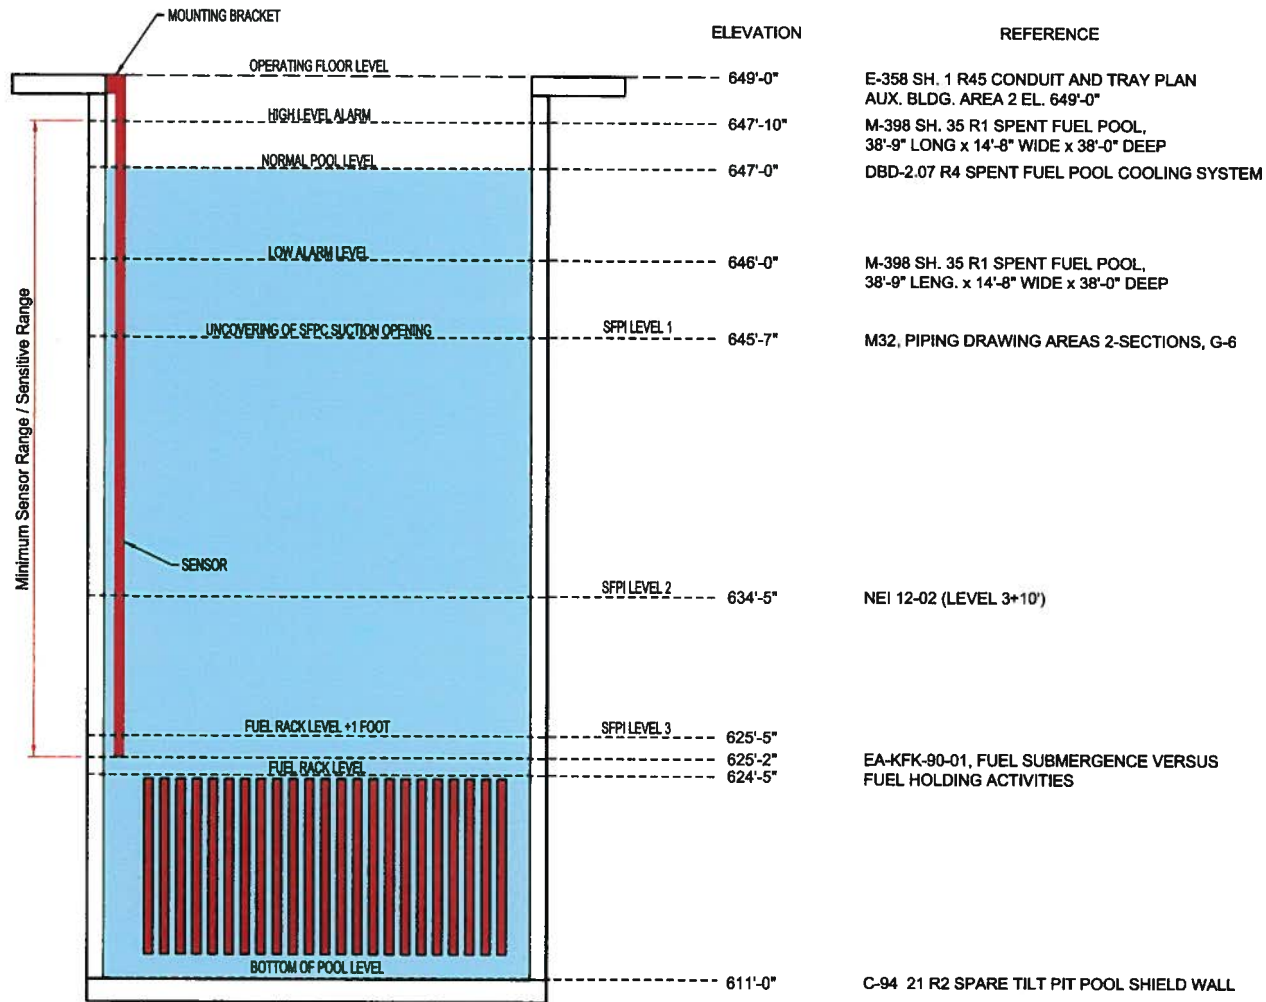 MOUNTING BRACKET
ELEVATION REFERENCE
OPERATING FLOOR LEVEL 649'-0" E-358 SH. 1 R45 CONDUIT AND TRAY PLAN
AUX. BLDG. AREA 2 EL. 649'-0"
HIGH LEVEL ALARM 647'-10" M-398 SH. 35 R1 SPENT FUEL POOL,
38'-9" LONG x 14'-8" WIDE x 38'-0" DEEP
NORMAL POOL LEVEL 647'-0" DBD-2.07 R4 SPENT FUEL POOL COOLING SYSTEM
LOW ALARM LEVEL 646'-0" M-398 SH. 35 R1 SPENT FUEL POOL,
38'-9" LENG. x 14'-8" WIDE x 38'-0" DEEP
UNCOVERING OF SFPC SUCTION OPENING SFPI LEVEL 1 645'-7" M32, PIPING DRAWING AREAS 2-SECTIONS, G-6
Minimum Sensor Range / Sensitive Range
SENSOR
SFPI LEVEL 2 634'-5" NEI 12-02 (LEVEL 3+10')
FUEL RACK LEVEL +1 FOOT SFPI LEVEL 3 625'-5"
625'-2" EA-KFK-90-01, FUEL SUBMERGENCE VERSUS
FUEL RACK LEVEL 624'-5" FUEL HOLDING ACTIVITIES
BOTTOM OF POOL LEVEL
611'-0" C-94 21 R2 SPARE TILT PIT POOL SHIELD WALL